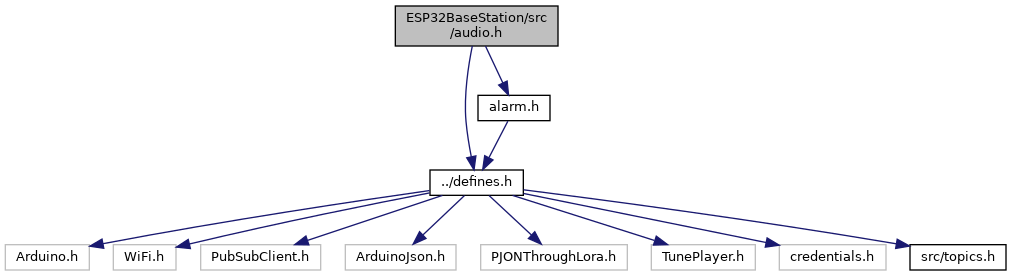 ESP32BaseStation/src
/audio.h
alarm.h
../defines.h
Arduino.h
WiFi.h
PubSubClient.h
ArduinoJson.h
PJONThroughLora.h
TunePlayer.h
credentials.h
src/topics.h